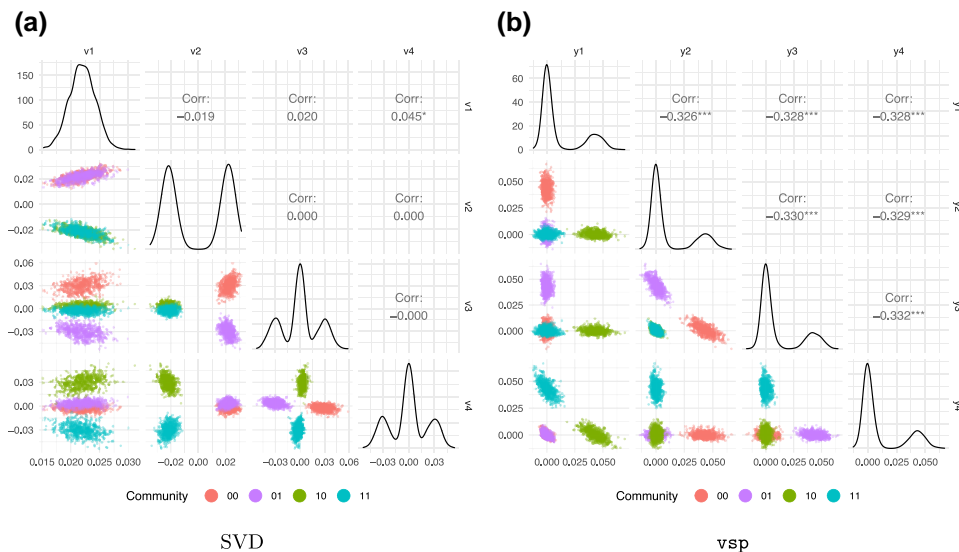 (a)
(b)
v1 v2 v3 v4
y1 y2 y3 y4
150
100
50
0
Corr:
−0.019
Corr:
0.020
Corr:
0.045*
v1
60
40
20
0
Corr:
−0.326***
Corr:
−0.328***
Corr:
−0.328***
y1
0.02
0.00
−0.02
Corr:
0.000
Corr:
0.000
v2
0.050
0.025
0.000
Corr:
−0.330***
Corr:
−0.329***
y2
0.06
0.03
0.00
−0.03
Corr:
−0.000
v3
0.050
0.025
0.000
Corr:
−0.332***
y3
0.03
0.00
−0.03
v4
0.050
0.025
0.000
y4
0.015 0.020 0.025 0.030 −0.02 0.00 0.02 −0.03 0.00 0.03 0.06 −0.03 0.00 0.03
0.000 0.025 0.050 0.000 0.025 0.050 0.000 0.025 0.050 0.000 0.025 0.050
Community 00 01 10 11
Community 00 01 10 11
SVD
vsp